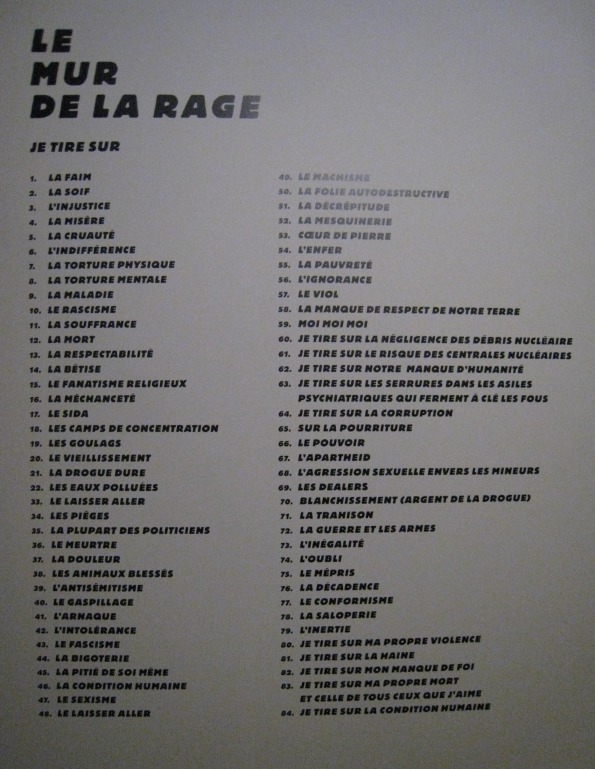 LE
MUR
DE LA RAGE
JE TIRE SUR
1. LA FAIM
2. LA SOIF
3. L'INJUSTICE
4. LA MISÈRE
5. LA CRUAUTÉ
6. L'INDIFFÉRENCE
7. LA TORTURE PHYSIQUE
8. LA TORTURE MENTALE
9. LA MALADIE
10. LE RASCISME
11. LA SOUFFRANCE
12. LA MORT
13. LA RESPECTABILITÉ
14. LA BÊTISE
15. LE FANATISME RELIGIEUX
16. LA MÉCHANCETÉ
17. LE SIDA
18. LES CAMPS DE CONCENTRATION
19. LES GOULAGS
20. LE VIEILLISSEMENT
21. LA DROGUE DURE
22. LES EAUX POLLUÉES
33. LE LAISSER ALLER
34. LES PIÈGES
35. LA PLUPART DES POLITICIENS
36. LE MEURTRE
37. LA DOULEUR
38. LES ANIMAUX BLESSÉS
39. L'ANTISÉMITISME
40. LE GASPILLAGE
41. L'ARNAQUE
42. L'INTOLÉRANCE
43. LE FASCISME
44. LA BIGOTERIE
45. LA PITIÉ DE SOI MÊME
46. LA CONDITION HUMAINE
47. LE SEXISME
48. LE LAISSER ALLER
49. LE MACHISME
50. LA FOLIE AUTODESTRUCTIVE
51. LA DÉCRÉPITUDE
52. LA MESQUINERIE
53. CŒUR DE PIERRE
54. L'ENFER
55. LA PAUVRETÉ
56. L'IGNORANCE
57. LE VIOL
58. LA MANQUE DE RESPECT DE NOTRE TERRE
59. MOI MOI MOI
60. JE TIRE SUR LA NÉGLIGENCE DES DÉBRIS NUCLÉAIRE
61. JE TIRE SUR LE RISQUE DES CENTRALES NUCLÉAIRES
62. JE TIRE SUR NOTRE MANQUE D'HUMANITÉ
63. JE TIRE SUR LES SERRURES DANS LES ASILES
PSYCHIATRIQUES QUI FERMENT À CLÉ LES FOUS
64. JE TIRE SUR LA CORRUPTION
65. SUR LA POURRITURE
66. LE POUVOIR
67. L'APARTHEID
68. L'AGRESSION SEXUELLE ENVERS LES MINEURS
69. LES DEALERS
70. BLANCHISSEMENT (ARGENT DE LA DROGUE)
71. LA TRAHISON
72. LA GUERRE ET LES ARMES
73. L'INÉGALITÉ
74. L'OUBLI
75. LE MÉPRIS
76. LA DÉCADENCE
77. LE CONFORMISME
78. LA SALOPERIE
79. L'INERTIE
80. JE TIRE SUR MA PROPRE VIOLENCE
81. JE TIRE SUR LA HAINE
82. JE TIRE SUR MON MANQUE DE FOI
83. JE TIRE SUR MA PROPRE MORT
ET CELLE DE TOUS CEUX QUE J'AIME
84. JE TIRE SUR LA CONDITION HUMAINE